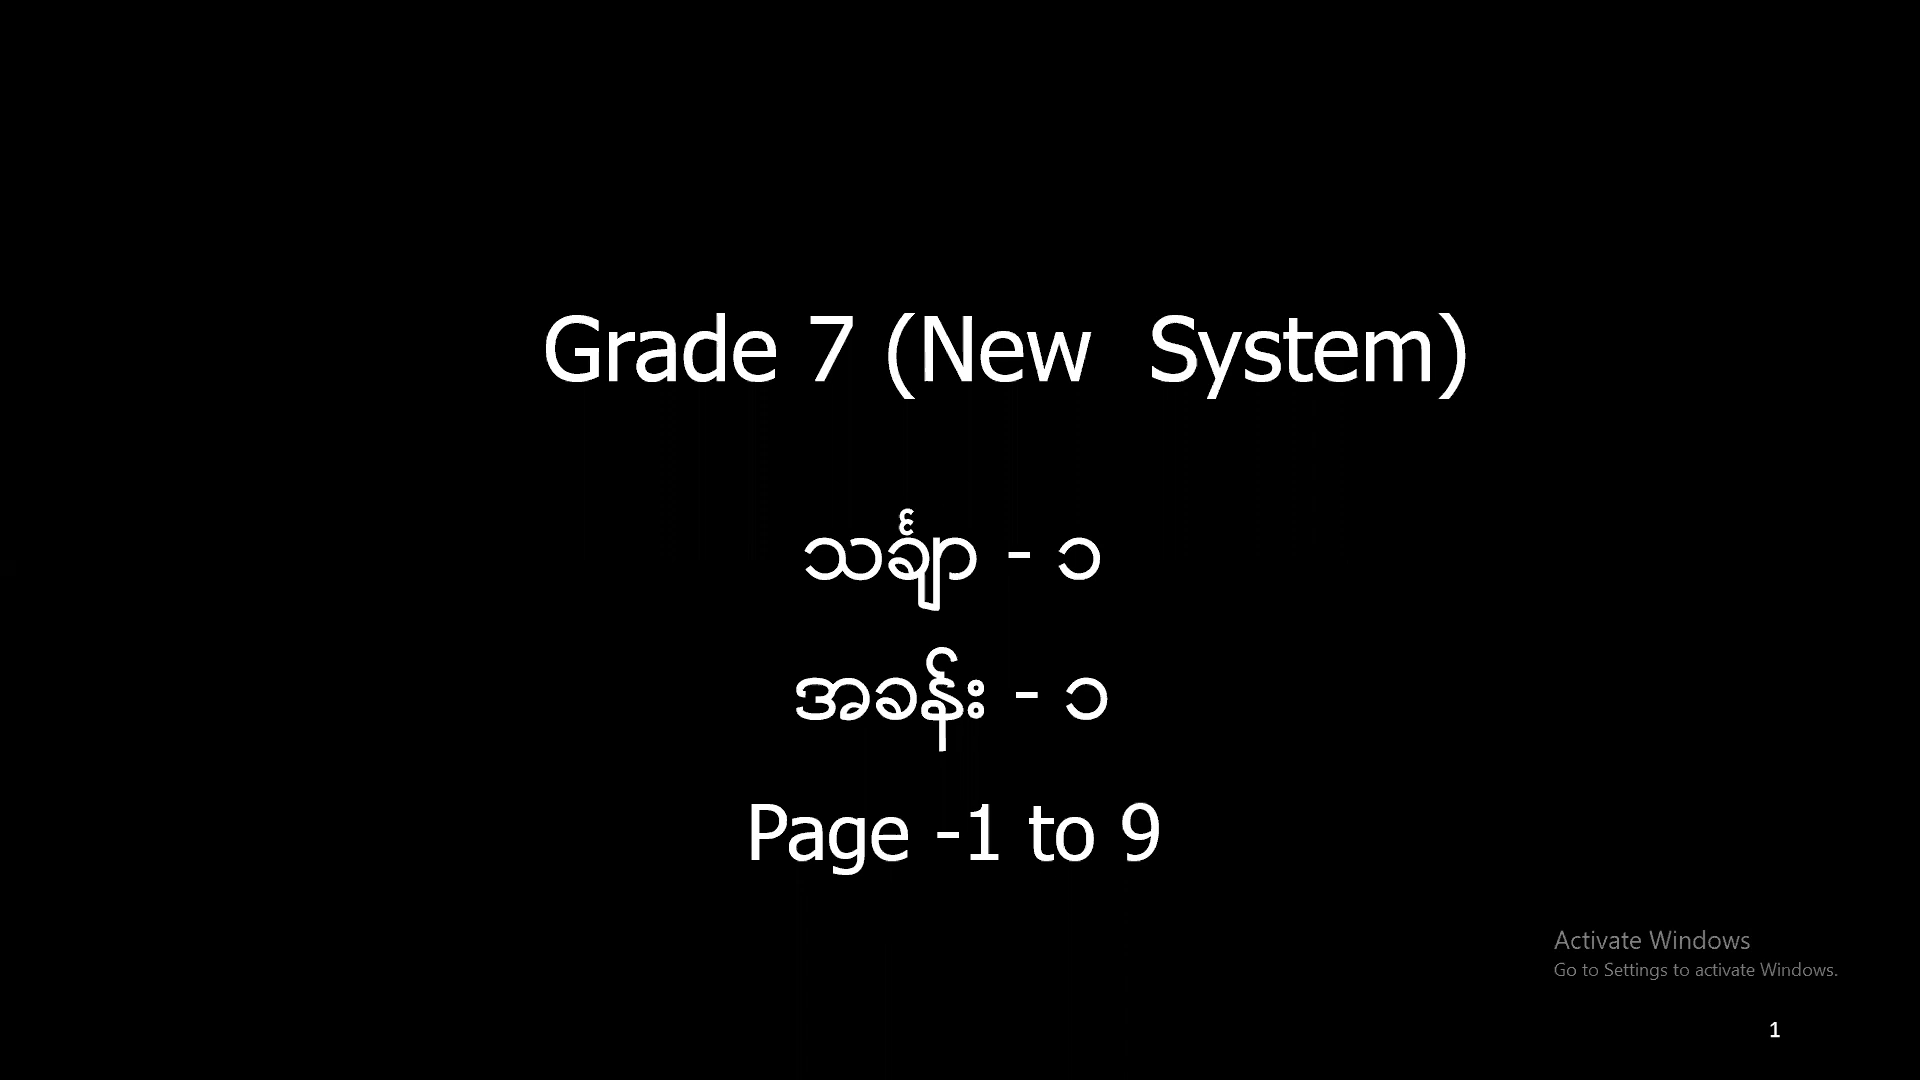 Grade 7 (New  System)
သင်္ချာ - ၁
အခန်း - ၁
Page -1 to 9
Activate Windows
Go to Settings to activate Windows.
1